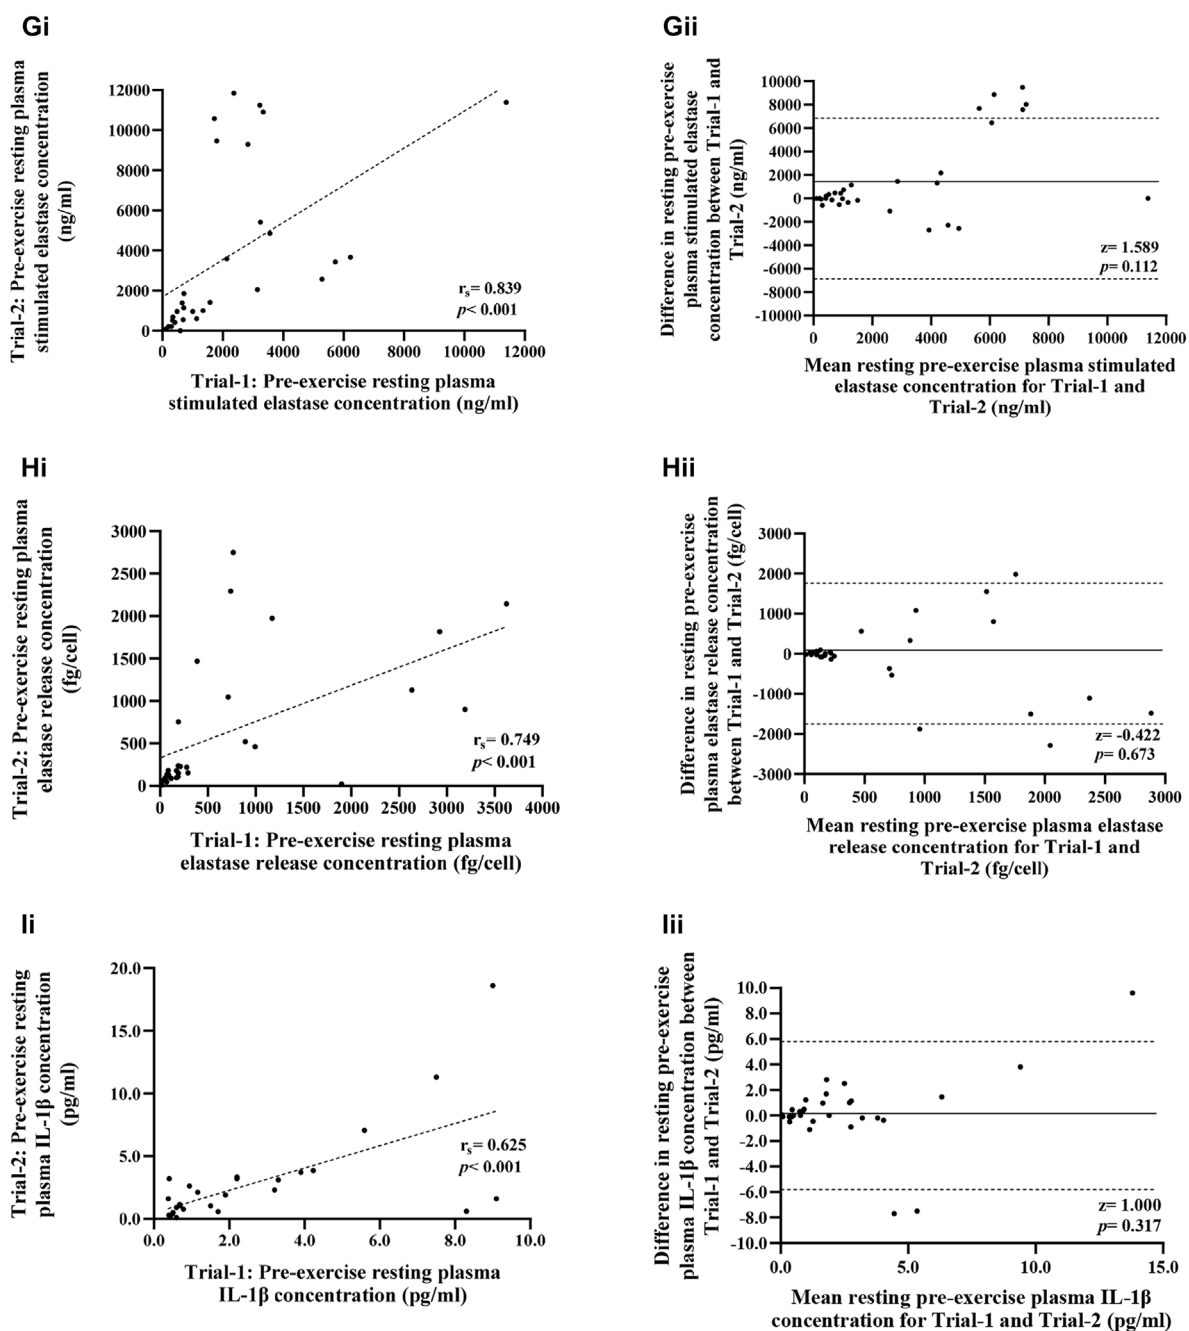 Gi
Trial-2: Pre-exercise resting plasma
stimulated elastase concentration
(ng/ml)
12000
10000
8000
6000
4000
2000
0
rs= 0.839
p< 0.001
0 2000 4000 6000 8000 10000 12000
Trial-1: Pre-exercise resting plasma
stimulated elastase concentration (ng/ml)
Gii
Difference in resting pre-exercise
plasma stimulated elastase
concentration between Trial-1 and
Trial-2 (ng/ml)
10000
8000
6000
4000
2000
0
-2000
-4000
-6000
-8000
-10000
z= 1.589
p= 0.112
0 2000 4000 6000 8000 10000 12000
Mean resting pre-exercise plasma stimulated
elastase concentration for Trial-1 and
Trial-2 (ng/ml)
Hi
Trial-2: Pre-exercise resting plasma
elastase release concentration
(fg/cell)
3000
2500
2000
1500
1000
500
0
rs= 0.749
p< 0.001
0 500 1000 1500 2000 2500 3000 3500 4000
Trial-1: Pre-exercise resting plasma
elastase release concentration (fg/cell)
Hii
Difference in resting pre-exercise
plasma elastase release concentration
between Trial-1 and Trial-2 (fg/cell)
3000
2000
1000
0
-1000
-2000
-3000
z= -0.422
p= 0.673
0 500 1000 1500 2000 2500 3000
Mean resting pre-exercise plasma elastase
release concentration for Trial-1 and
Trial-2 (fg/cell)
Ii
Trial-2: Pre-exercise resting
plasma IL-1β concentration
(pg/ml)
20.0
15.0
10.0
5.0
0.0
rs= 0.625
p< 0.001
0.0 2.0 4.0 6.0 8.0 10.0
Trial-1: Pre-exercise resting plasma
IL-1β concentration (pg/ml)
Iii
Difference in resting pre-exercise
plasma IL-1β concentration between
Trial-1 and Trial-2 (pg/ml)
10.0
8.0
6.0
4.0
2.0
0.0
-2.0
-4.0
-6.0
-8.0
-10.0
z= 1.000
p= 0.317
0.0 5.0 10.0 15.0
Mean resting pre-exercise plasma IL-1β
concentration for Trial-1 and Trial-2 (pg/ml)